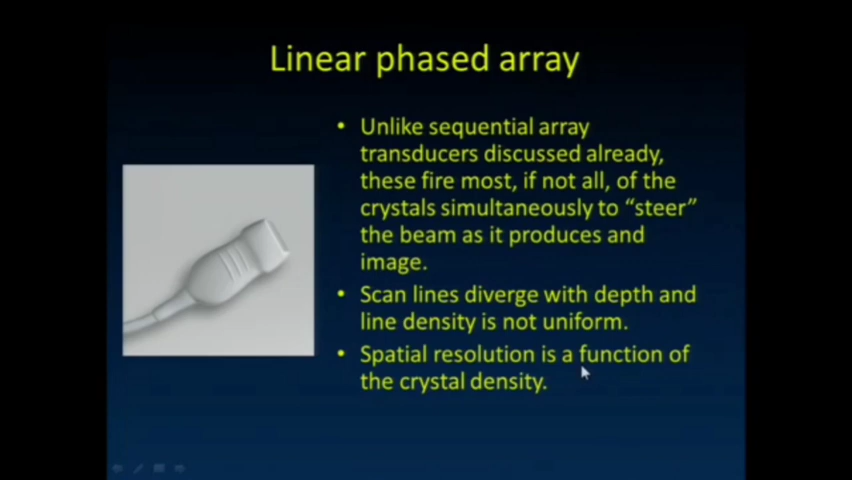 Linear phased array
• Unlike sequential array
transducers discussed already,
these fire most, if not all, of the
crystals simultaneously to “steer”
the beam as it produces and
image.
• Scan lines diverge with depth and
line density is not uniform.
• Spatial resolution is a function of
the crystal density.